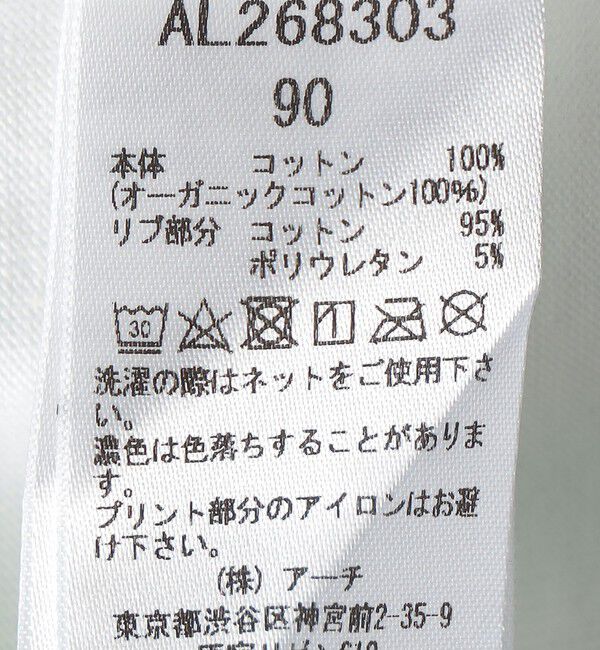 AL268303
90
本体 コットン 100%
(オーガニックコットン100%)
リブ部分 コットン 95%
ポリウレタン 5%
30
洗濯の際はネットをご使用下さ
い。
濃色は色落ちすることがありま
す。
プリント部分のアイロンはお避
け下さい。
(株) アーチ
東京都渋谷区神宮前2-35-9